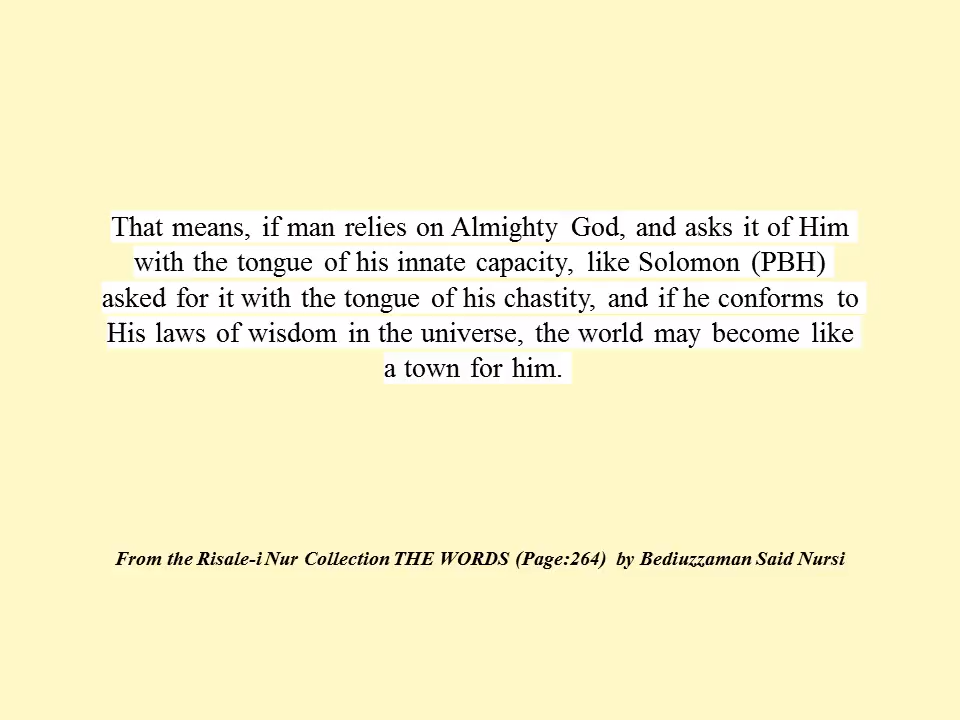 That means, if man relies on Almighty God, and asks it of Him
with the tongue of his innate capacity, like Solomon (PBH)
asked for it with the tongue of his chastity, and if he conforms to
His laws of wisdom in the universe, the world may become like
a town for him.
From the Risale-i Nur Collection THE WORDS (Page:264) by Bediuzzaman Said Nursi